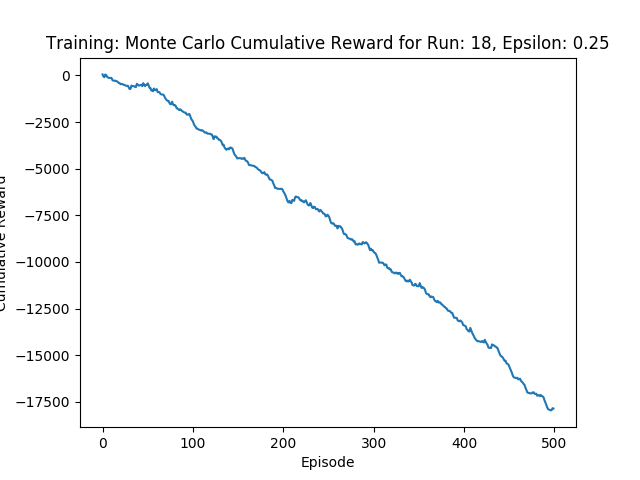 Training: Monte Carlo Cumulative Reward for Run: 18, Epsilon: 0.25
0
−2500
−5000
−7500
−10000
−12500
−15000
−17500
Cumulative Reward
0 100 200 300 400 500
Episode